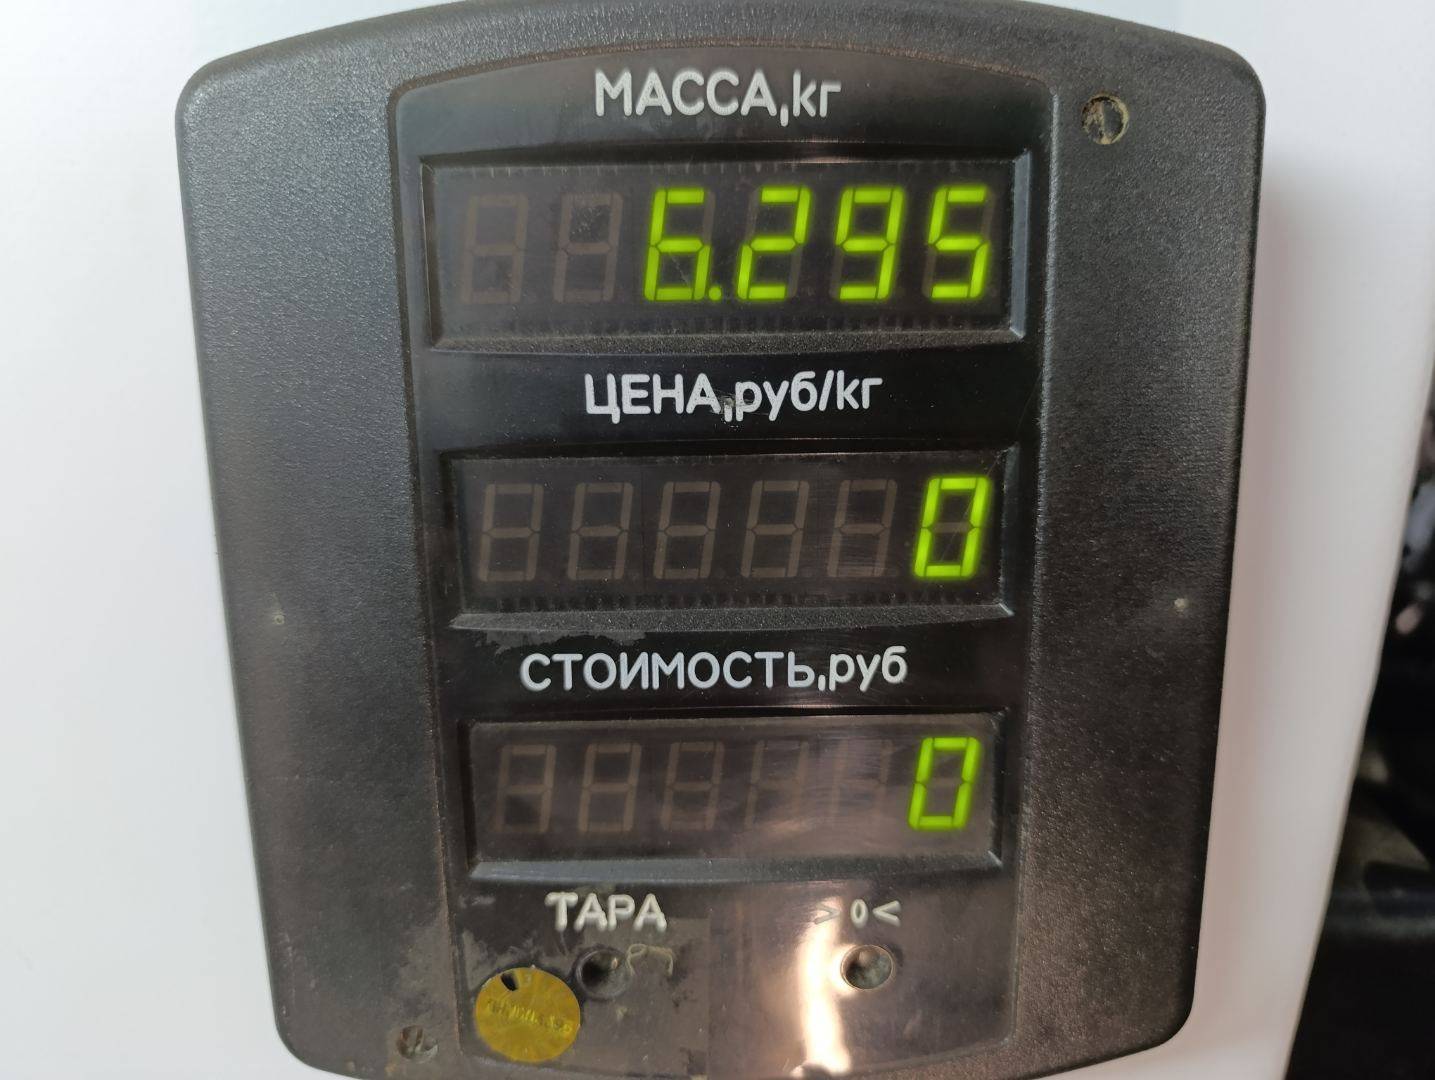 МАССА,кг
6.295
ЦЕНА,руб/кг
0
СТОИМОСТЬ,руб
0
ТАРА >0<